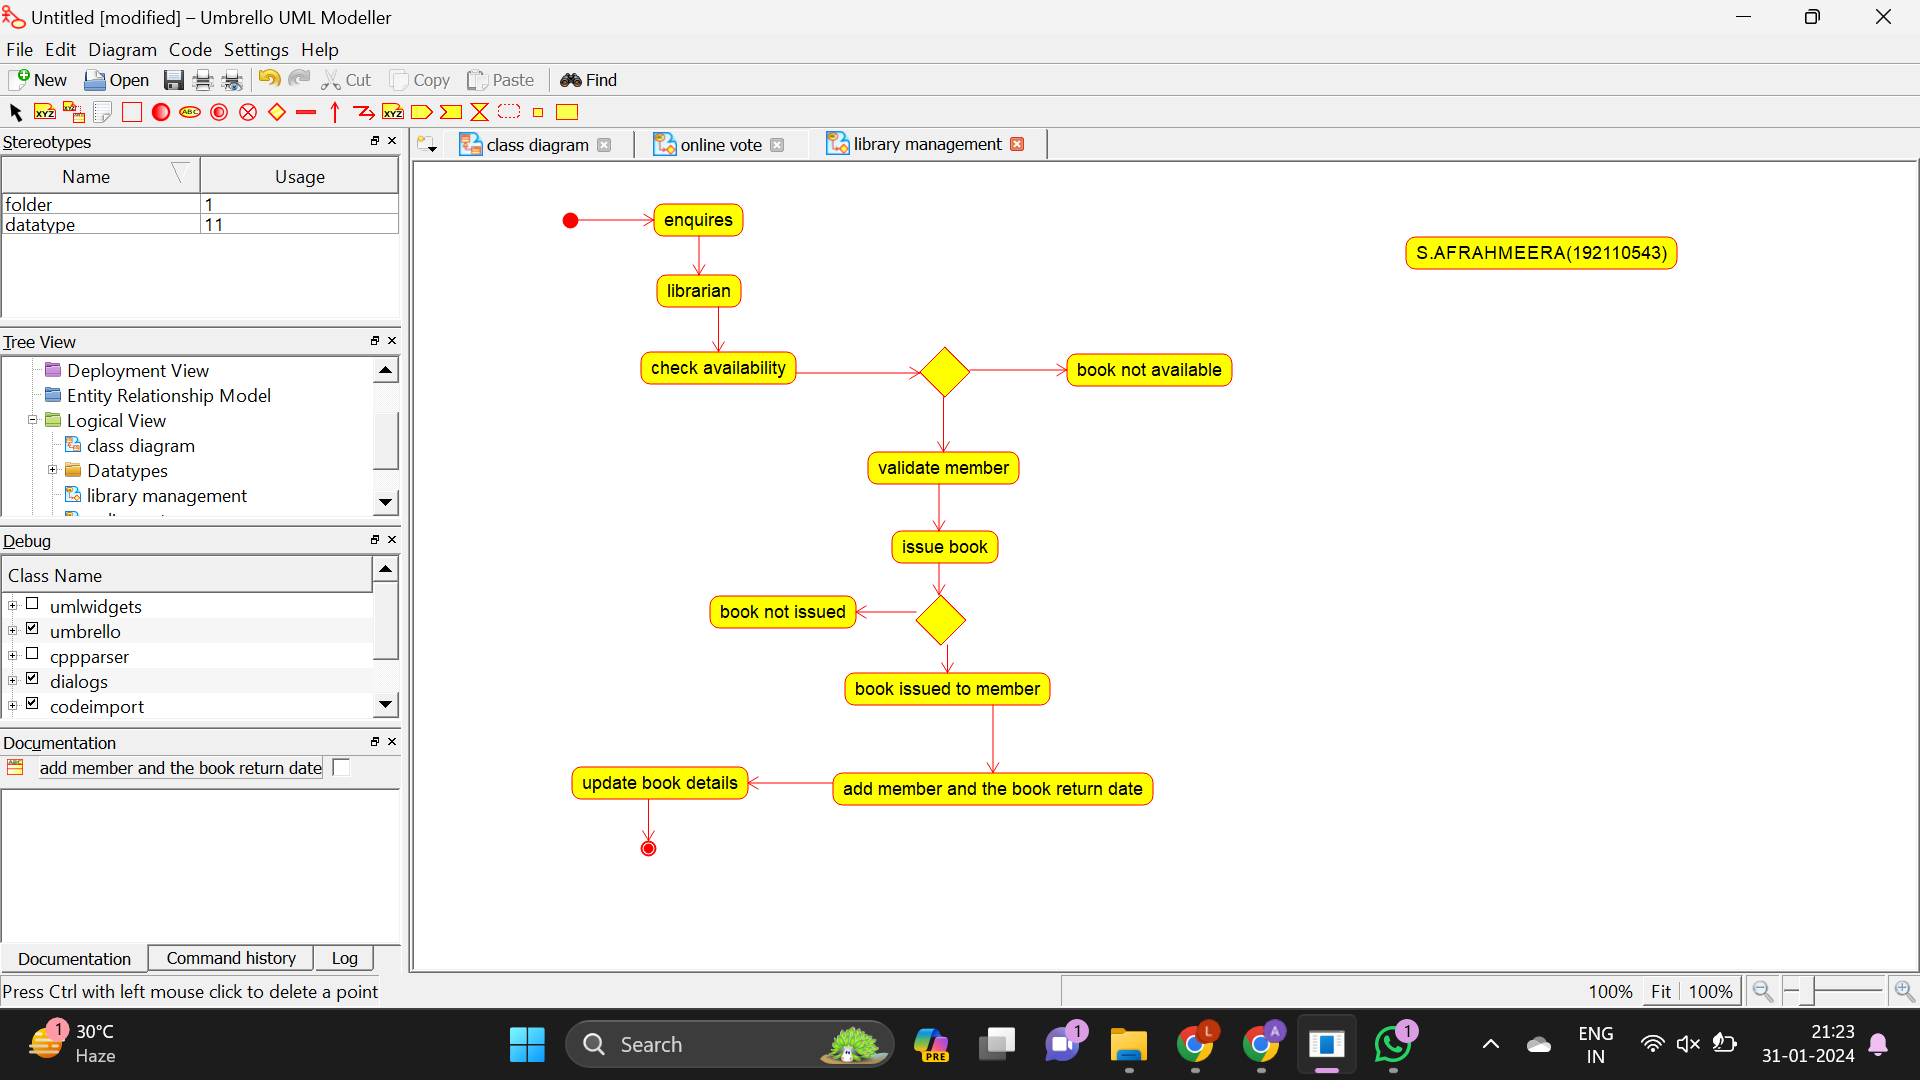 Untitled [modified] – Umbrello UML Modeller
File Edit Diagram Code Settings Help
New Open Cut Copy Paste Find
XYZ XYZ ABC XYZ
Stereotypes
class diagram online vote library management
Name Usage
folder 1
datatype 11
Tree View
Deployment View
Entity Relationship Model
Logical View
class diagram
Datatypes
library management
Debug
Class Name
umlwidgets
umbrello
cppparser
dialogs
codeimport
Documentation
add member and the book return date
Documentation Command history Log
Press Ctrl with left mouse click to delete a point
enquires
S.AFRAHMEERA(192110543)
librarian
check availability
book not available
validate member
issue book
book not issued
book issued to member
update book details
add member and the book return date
100% Fit 100%
1
30°C
Haze
Search
PRE
1
L
A
1
ENG
IN
21:23
31-01-2024